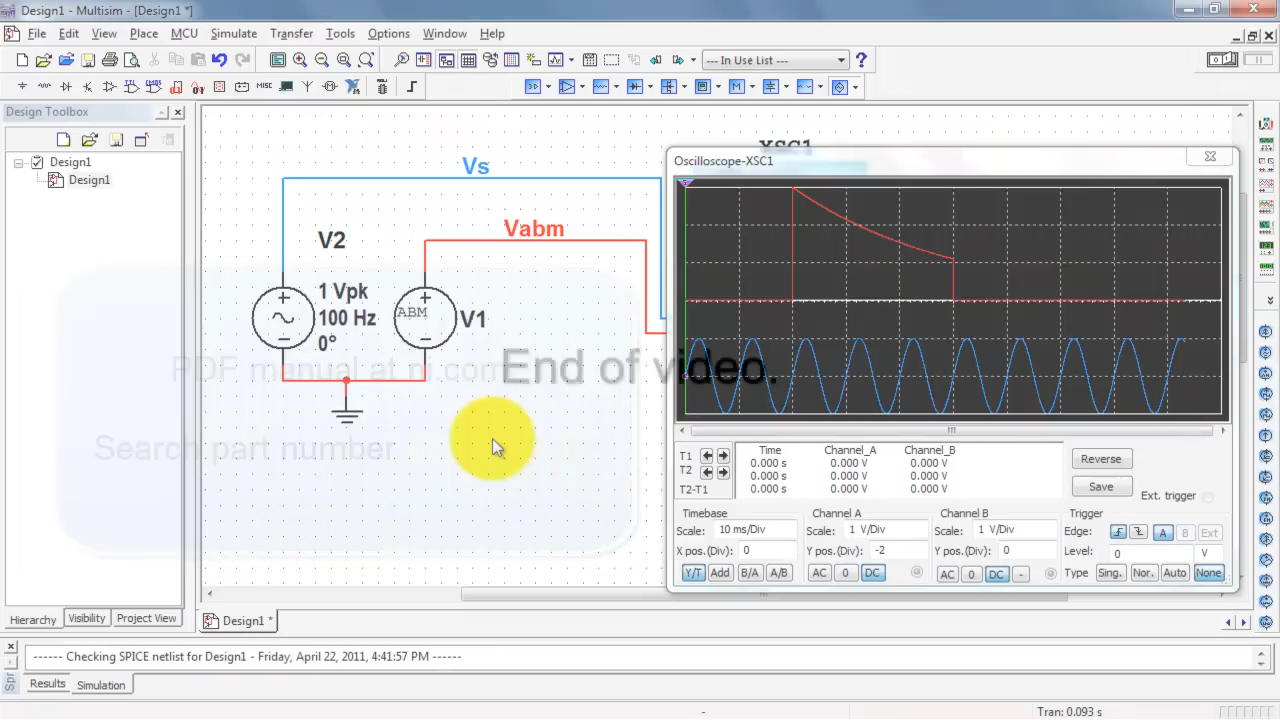 Design1 - Multisim - [Design1 *]
File Edit View Place MCU Simulate Transfer Tools Options Window Help
--- In Use List ---
Design Toolbox
Design1
Design1
Vs
Vabm
V2
1 Vpk
100 Hz
0°
ABM
V1
XSC1
PDF manual at ni.com
End of video.
Search part number
Oscilloscope-XSC1
Time Channel_A Channel_B
T1 0.000 s 0.000 V 0.000 V
T2 0.000 s 0.000 V 0.000 V
T2-T1 0.000 s 0.000 V 0.000 V
Reverse
Save
Ext. trigger
Timebase
Scale: 10 ms/Div
X pos.(Div): 0
Y/T Add B/A A/B
Channel A
Scale: 1 V/Div
Y pos.(Div): -2
AC 0 DC
Channel B
Scale: 1 V/Div
Y pos.(Div): 0
AC 0 DC -
Trigger
Edge: A B Ext
Level: 0 V
Type Sing. Nor. Auto None
Hierarchy Visibility Project View
Design1 *
------ Checking SPICE netlist for Design1 - Friday, April 22, 2011, 4:41:57 PM ------
Results Simulation
- Tran: 0.093 s